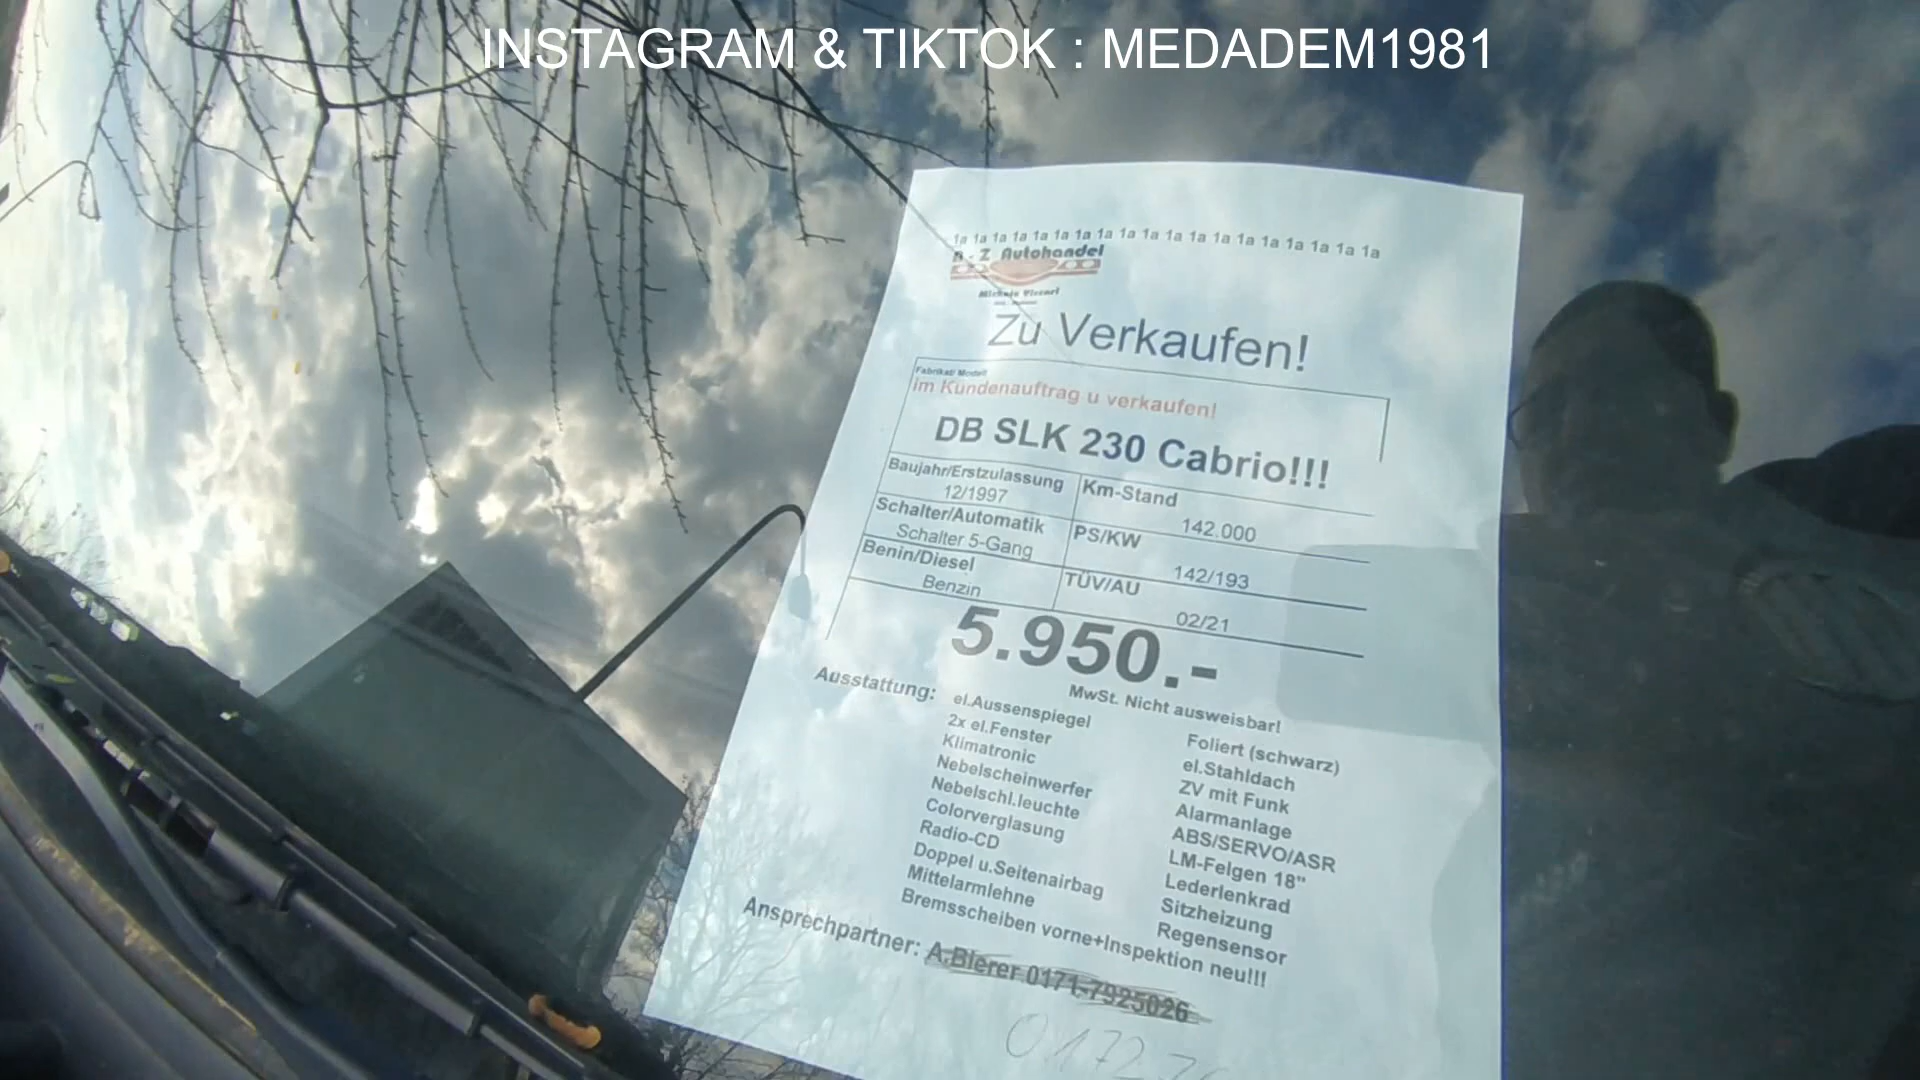 INSTAGRAM & TIKTOK : MEDADEM1981
1a 1a 1a 1a 1a 1a 1a 1a 1a 1a 1a 1a 1a 1a 1a 1a 1a 1a 1a
- Z Autohandel
Zu Verkaufen!
Fabrikat/ Modell
im Kundenauftrag u verkaufen!
DB SLK 230 Cabrio!!!
Baujahr/Erstzulassung
12/1997
Km-Stand
142.000
Schalter/Automatik
Schalter 5-Gang
PS/KW
142/193
Benin/Diesel
Benzin
TÜV/AU
02/21
5.950.-
MwSt. Nicht ausweisbar!
Ausstattung:
el.Aussenspiegel
2x el.Fenster
Klimatronic
Nebelscheinwerfer
Nebelschl.leuchte
Colorverglasung
Radio-CD
Doppel u.Seitenairbag
Mittelarmlehne
Bremsscheiben vorne+Inspektion neu!!!
Foliert (schwarz)
el.Stahldach
ZV mit Funk
Alarmanlage
ABS/SERVO/ASR
LM-Felgen 18"
Lederlenkrad
Sitzheizung
Regensensor
Ansprechpartner: A.Bierer 0171-7925026
0172